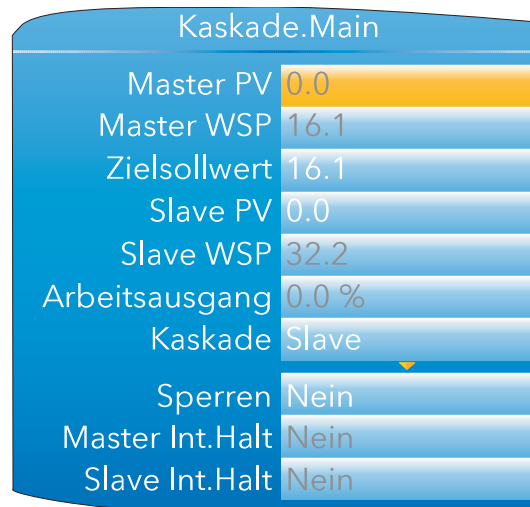 Kaskade.Main
Master PV 0.0
Master WSP 16.1
Zielsollwert 16.1
Slave PV 0.0
Slave WSP 32.2
Arbeitsausgang 0.0 %
Kaskade Slave
Sperren Nein
Master Int.Halt Nein
Slave Int.Halt Nein